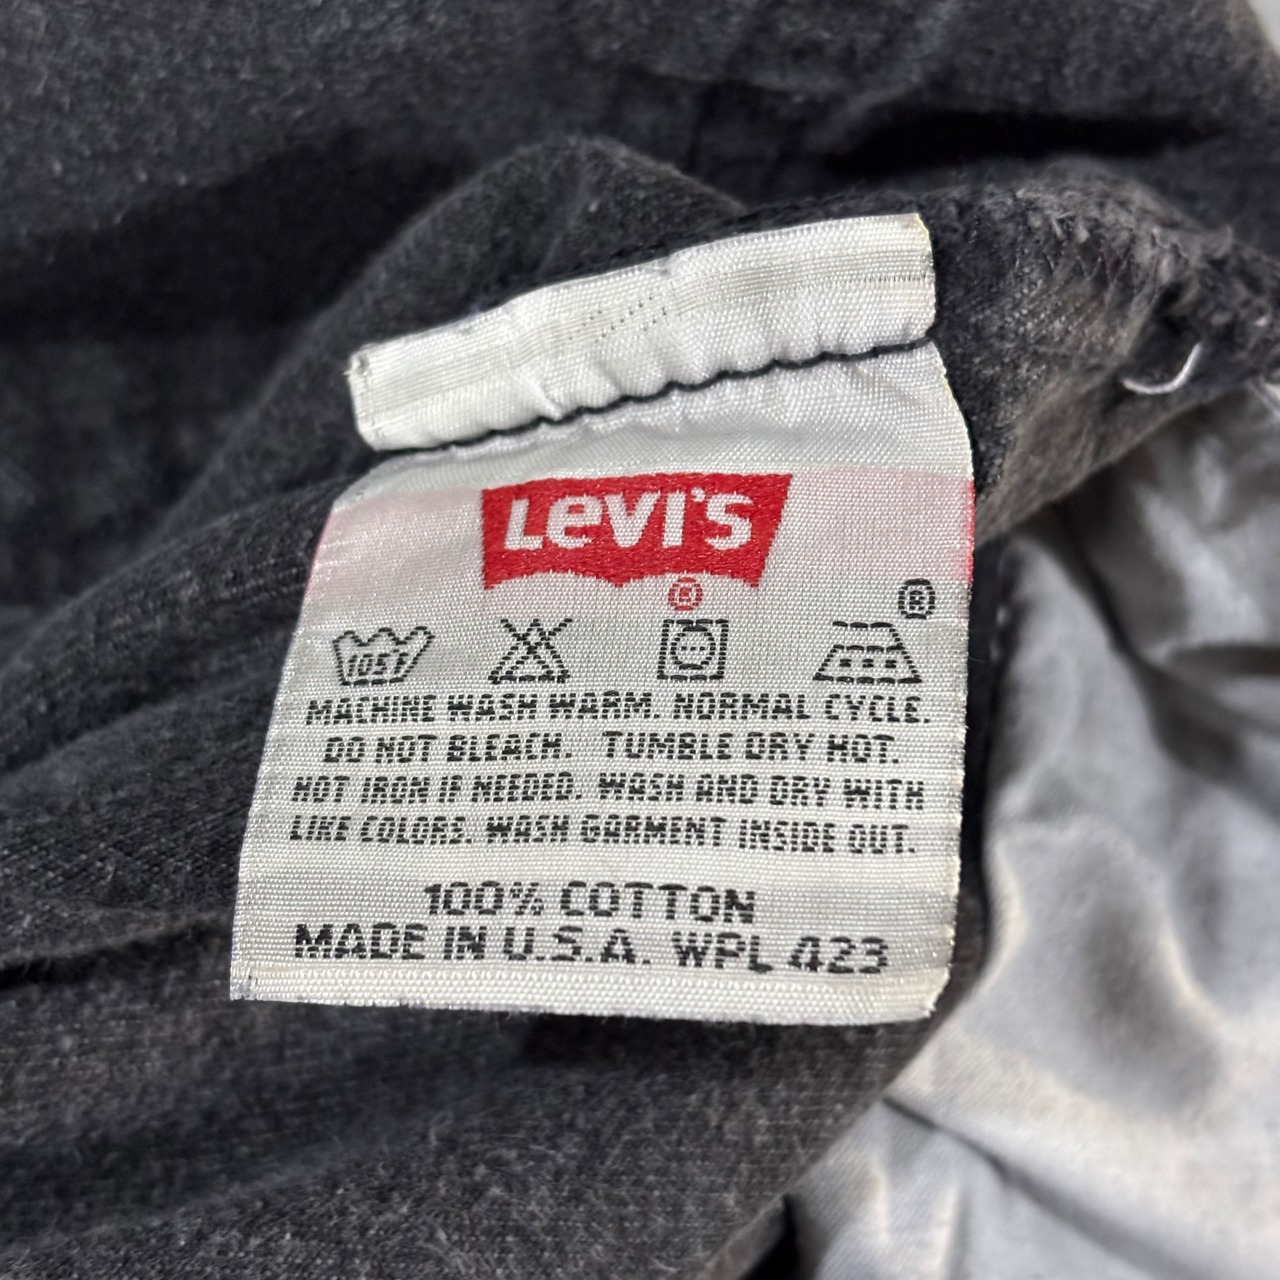 Levi's
®
®
105F
MACHINE WASH WARM. NORMAL CYCLE.
DO NOT BLEACH. TUMBLE DRY HOT.
HOT IRON IF NEEDED. WASH AND DRY WITH
LIKE COLORS. WASH GARMENT INSIDE OUT.
100% COTTON
MADE IN U.S.A. WPL 423